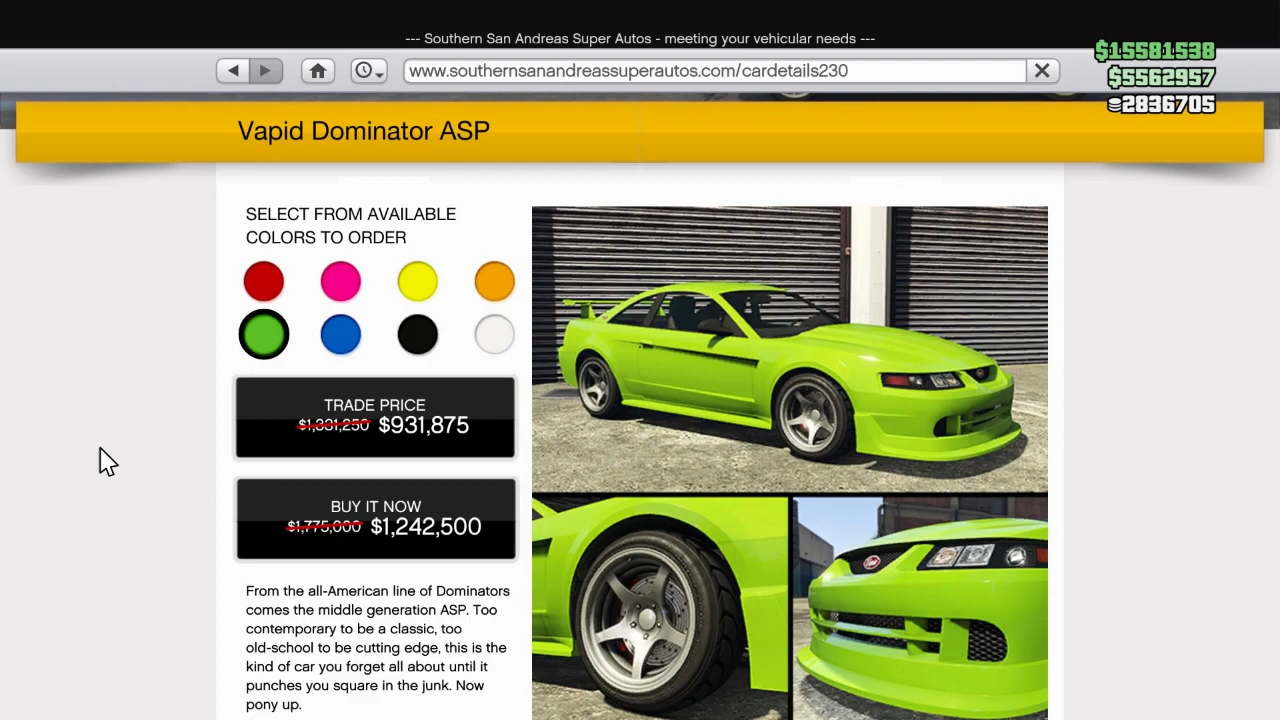 --- Southern San Andreas Super Autos - meeting your vehicular needs ---
www.southernsanandreassuperautos.com/cardetails230
$15581538
$5562957
2836705
Vapid Dominator ASP
SELECT FROM AVAILABLE
COLORS TO ORDER
TRADE PRICE
$1,331,250 $931,875
BUY IT NOW
$1,775,000 $1,242,500
From the all-American line of Dominators
comes the middle generation ASP. Too
contemporary to be a classic, too
old-school to be cutting edge, this is the
kind of car you forget all about until it
punches you square in the junk. Now
pony up.